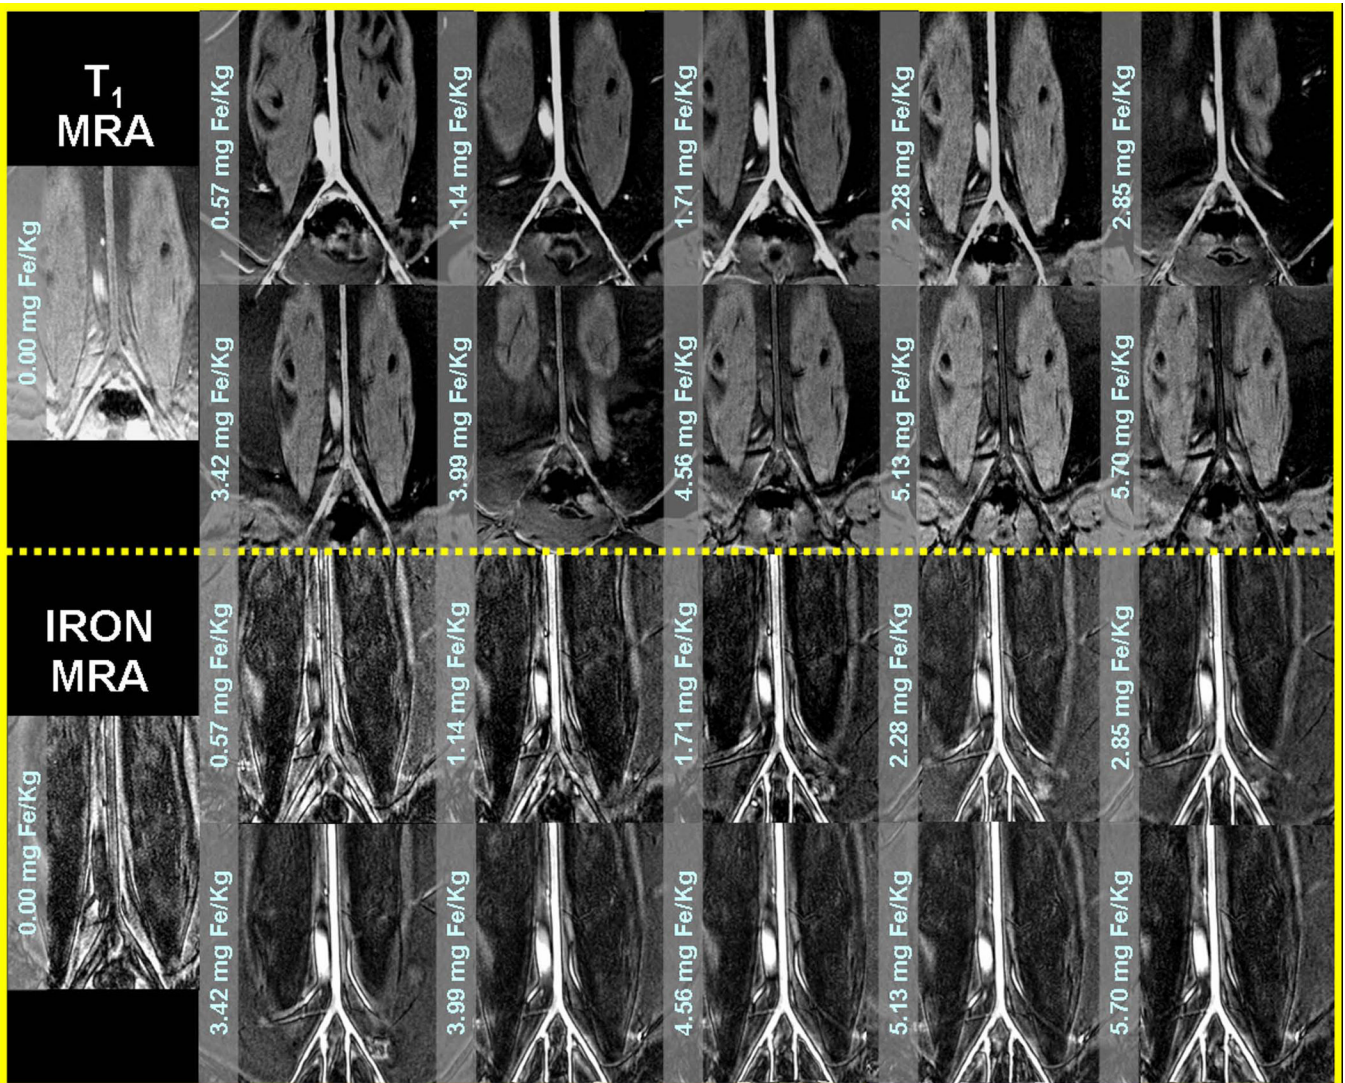 T1
MRA
0.00 mg Fe/Kg
0.57 mg Fe/Kg
1.14 mg Fe/Kg
1.71 mg Fe/Kg
2.28 mg Fe/Kg
2.85 mg Fe/Kg
3.42 mg Fe/Kg
3.99 mg Fe/Kg
4.56 mg Fe/Kg
5.13 mg Fe/Kg
5.70 mg Fe/Kg
IRON
MRA
0.00 mg Fe/Kg
0.57 mg Fe/Kg
1.14 mg Fe/Kg
1.71 mg Fe/Kg
2.28 mg Fe/Kg
2.85 mg Fe/Kg
3.42 mg Fe/Kg
3.99 mg Fe/Kg
4.56 mg Fe/Kg
5.13 mg Fe/Kg
5.70 mg Fe/Kg